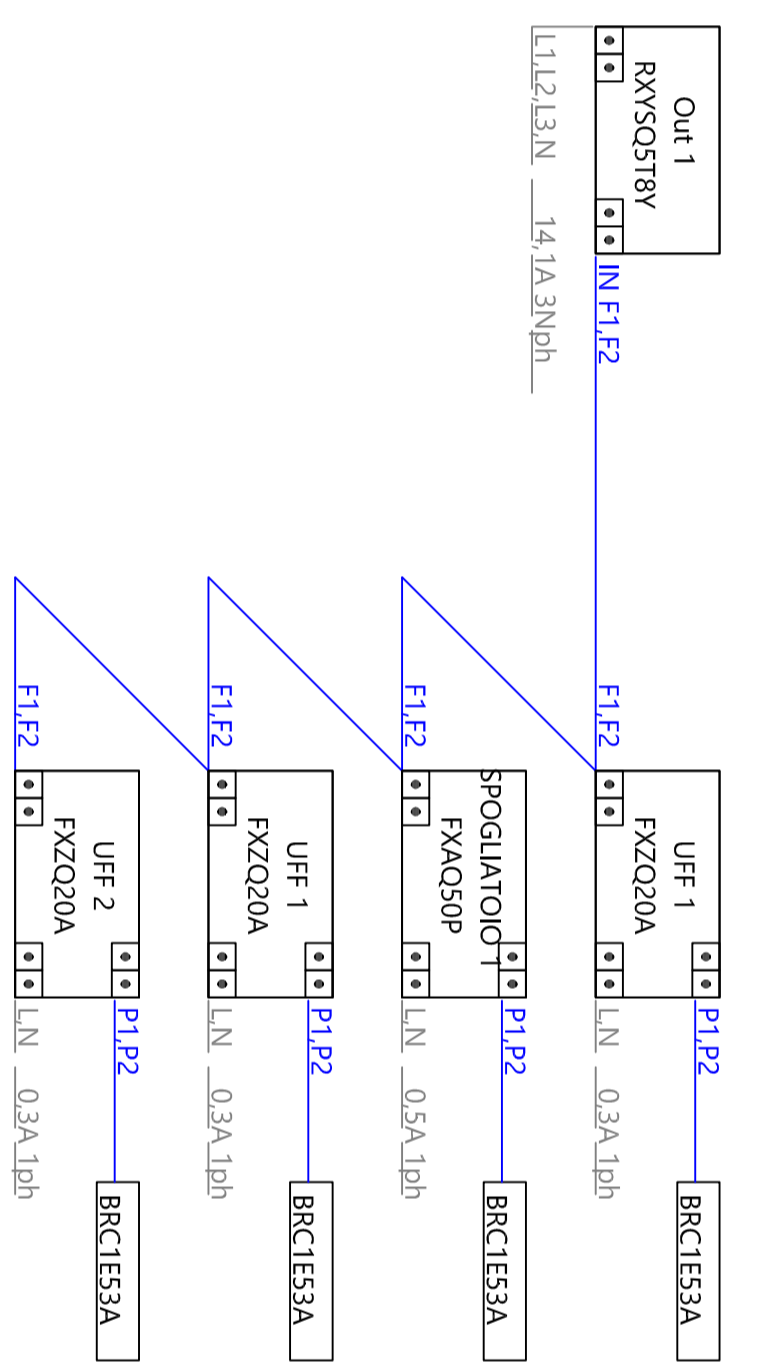 Out 1
RXYSQ5T8Y
IN F1,F2
L1,L2,L3,N 14,1A 3Nph
F1,F2
UFF 1
FXZQ20A
P1,P2
BRC1E53A
L,N 0,3A 1ph
F1,F2
SPOGLIATOIO 1
FXAQ50P
P1,P2
BRC1E53A
L,N 0,5A 1ph
F1,F2
UFF 1
FXZQ20A
P1,P2
BRC1E53A
L,N 0,3A 1ph
F1,F2
UFF 2
FXZQ20A
P1,P2
BRC1E53A
L,N 0,3A 1ph